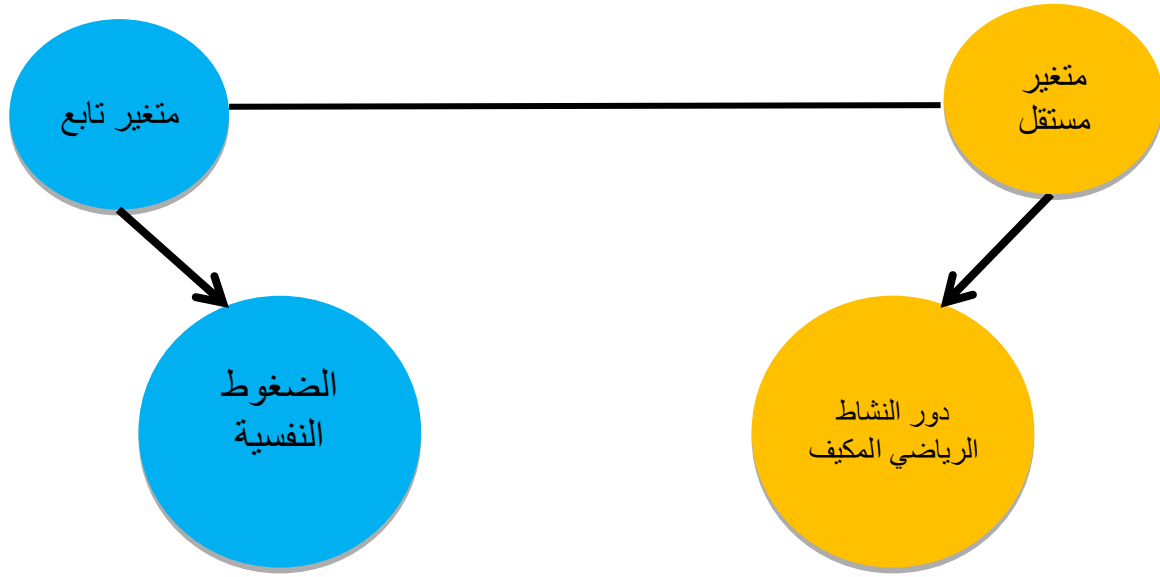 متغير
مستقل
متغير تابع
دور النشاط
الرياضي المكيف
الضغوط
النفسية